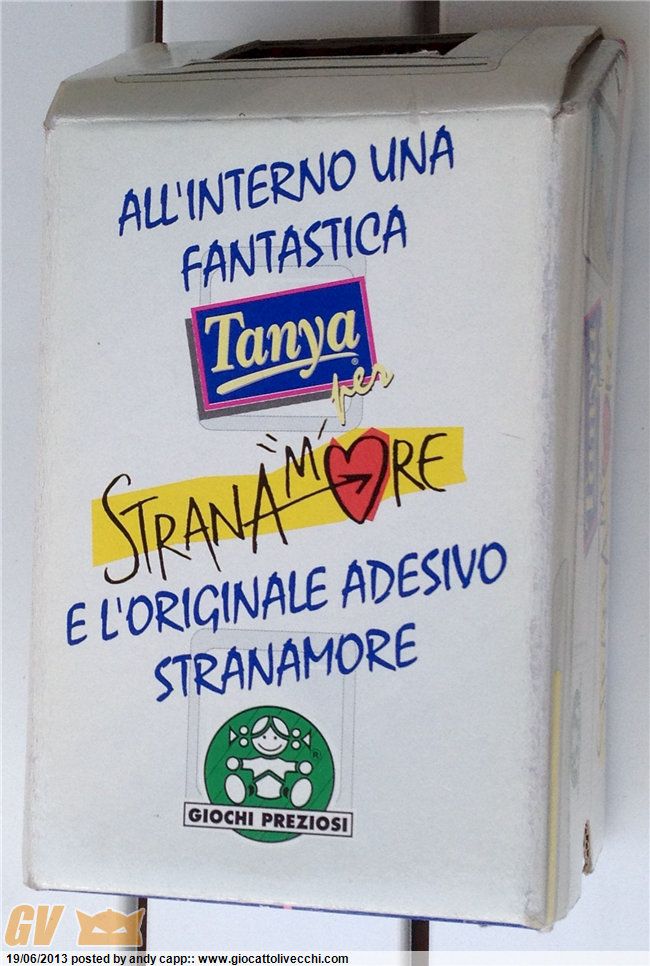 ALL'INTERNO UNA
FANTASTICA
Tanya®
per
STRANAMORE
E L'ORIGINALE ADESIVO
STRANAMORE
®
GIOCHI PREZIOSI
GV
19/06/2013 posted by andy capp:: www.giocattolivecchi.com